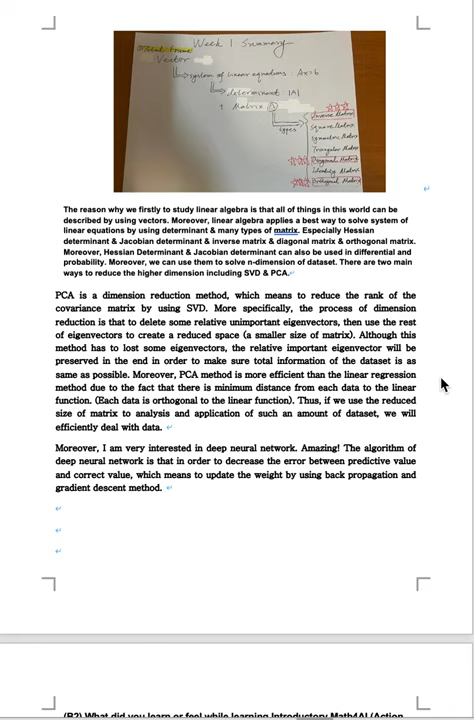 Week 1 Summary
Total frame
Vector
system of linear equations : Ax=b
determinant |A|
+ Matrix A
types
Inverse Matrix
Square Matrix
Symmetric Matrix
Triangular Matrix
Diagonal Matrix
Identity Matrix
Orthogonal Matrix
The reason why we firstly to study linear algebra is that all of things in this world can be
described by using vectors. Moreover, linear algebra applies a best way to solve system of
linear equations by using determinant & many types of matrix. Especially Hessian
determinant & Jacobian determinant & inverse matrix & diagonal matrix & orthogonal matrix.
Moreover, Hessian Determinant & Jacobian determinant can also be used in differential and
probability. Moreover, we can use them to solve n-dimension of dataset. There are two main
ways to reduce the higher dimension including SVD & PCA.
PCA is a dimension reduction method, which means to reduce the rank of the
covariance matrix by using SVD. More specifically, the process of dimension
reduction is that to delete some relative unimportant eigenvectors, then use the rest
of eigenvectors to create a reduced space (a smaller size of matrix). Although this
method has to lost some eigenvectors, the relative important eigenvector will be
preserved in the end in order to make sure total information of the dataset is as
same as possible. Moreover, PCA method is more efficient than the linear regression
method due to the fact that there is minimum distance from each data to the linear
function. (Each data is orthogonal to the linear function). Thus, if we use the reduced
size of matrix to analysis and application of such an amount of dataset, we will
efficiently deal with data.
Moreover, I am very interested in deep neural network. Amazing! The algorithm of
deep neural network is that in order to decrease the error between predictive value
and correct value, which means to update the weight by using back propagation and
gradient descent method.
(B2) What did you learn or feel while learning Introductory Math4AI (Action